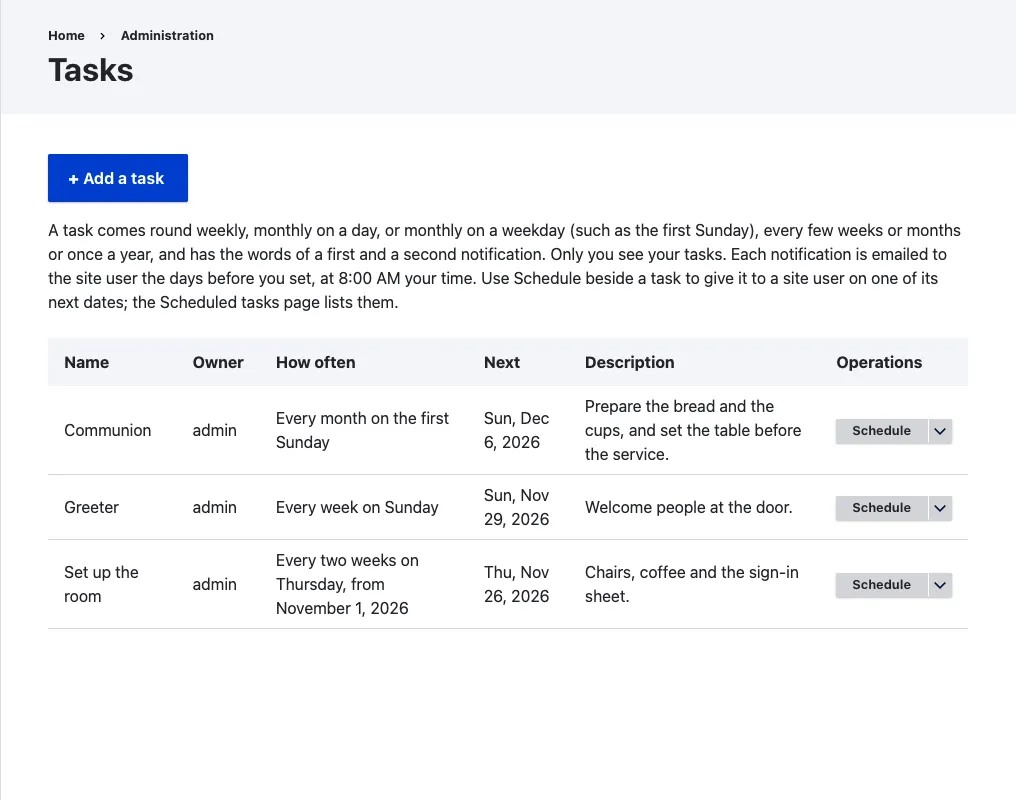 Home › Administration
Tasks
+ Add a task
A task comes round weekly, monthly on a day, or monthly on a weekday (such as the first Sunday), every few weeks or months
or once a year, and has the words of a first and a second notification. Only you see your tasks. Each notification is emailed to
the site user the days before you set, at 8:00 AM your time. Use Schedule beside a task to give it to a site user on one of its
next dates; the Scheduled tasks page lists them.
Name Owner How often Next Description Operations
Communion admin Every month on the first Sunday Sun, Dec 6, 2026 Prepare the bread and the cups, and set the table before the service. Schedule
Greeter admin Every week on Sunday Sun, Nov 29, 2026 Welcome people at the door. Schedule
Set up the room admin Every two weeks on Thursday, from November 1, 2026 Thu, Nov 26, 2026 Chairs, coffee and the sign-in sheet. Schedule